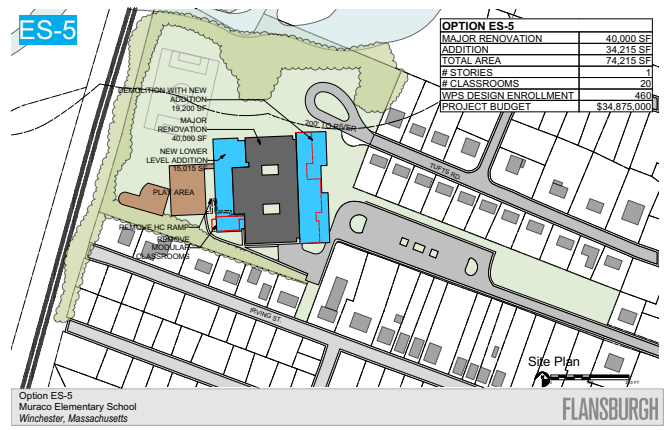 ES-5
OPTION ES-5
MAJOR RENOVATION 40,000 SF
ADDITION 34,215 SF
TOTAL AREA 74,215 SF
# STORIES 1
# CLASSROOMS 20
WPS DESIGN ENROLLMENT 460
PROJECT BUDGET $34,875,000
DEMOLITION WITH NEW
ADDITION
19,200 SF
MAJOR
RENOVATION
40,000 SF
200' TO RIVER
NEW LOWER
LEVEL ADDITION
15,015 SF
TUFTS RD.
PLAY AREA
REMOVE HC RAMP
REMOVE
MODULAR
CLASSROOMS
IRVING ST.
Site Plan
Option ES-5
Muraco Elementary School
Winchester, Massachusetts
FLANSBURGH